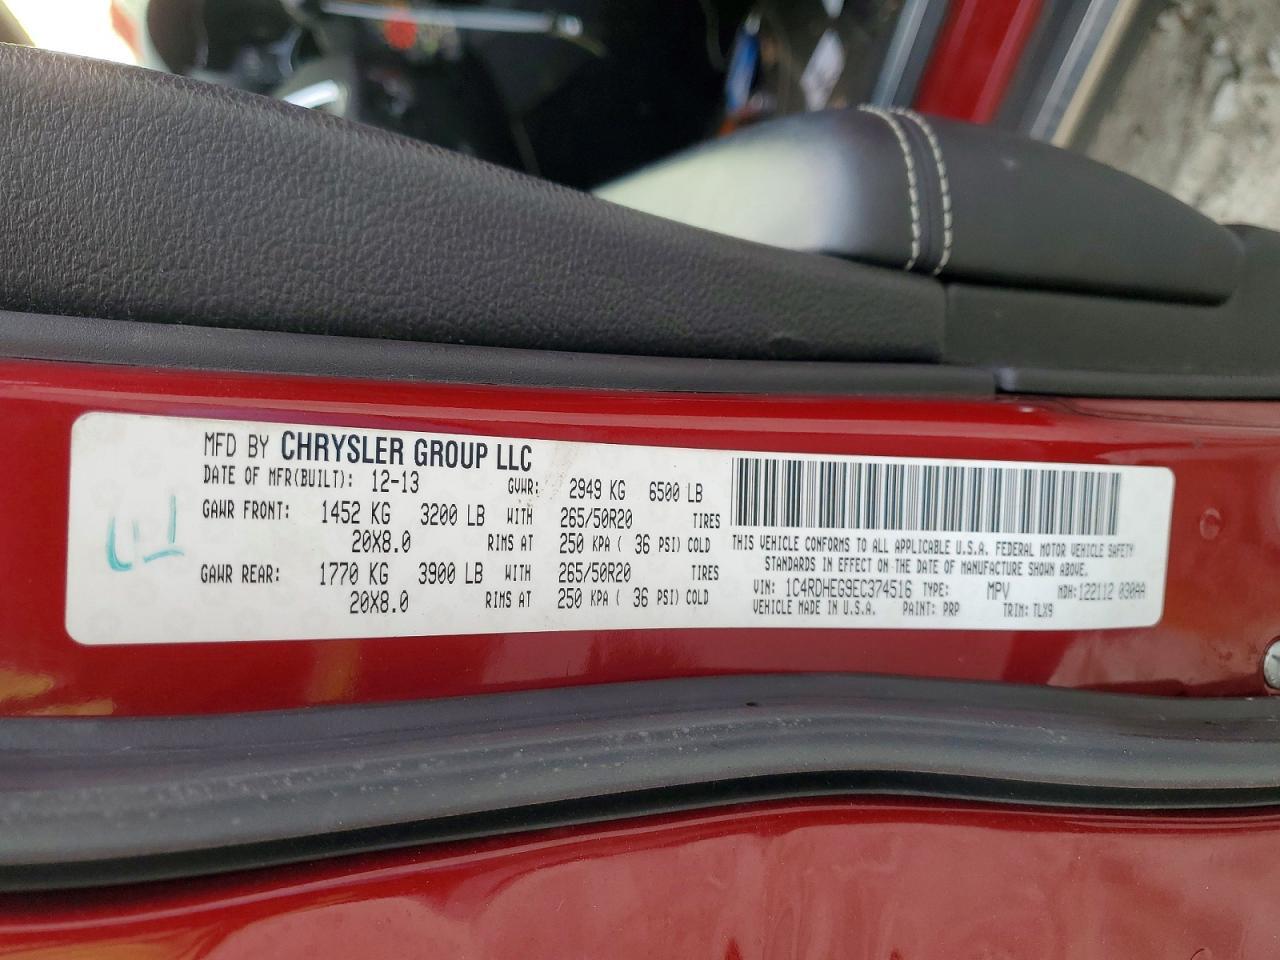 MFD BY CHRYSLER GROUP LLC
DATE OF MFR(BUILT): 12-13 GVWR: 2949 KG 6500 LB
GAWR FRONT: 1452 KG 3200 LB WITH 265/50R20 TIRES
20X8.0 RIMS AT 250 KPA ( 36 PSI) COLD
GAWR REAR: 1770 KG 3900 LB WITH 265/50R20 TIRES
20X8.0 RIMS AT 250 KPA ( 36 PSI) COLD
THIS VEHICLE CONFORMS TO ALL APPLICABLE U.S.A. FEDERAL MOTOR VEHICLE SAFETY
STANDARDS IN EFFECT ON THE DATE OF MANUFACTURE SHOWN ABOVE.
VIN: 1C4RDHEG9EC374516 TYPE: MPV MDH: 122112 030AA
VEHICLE MADE IN U.S.A. PAINT: PRP TRIM: TLX9